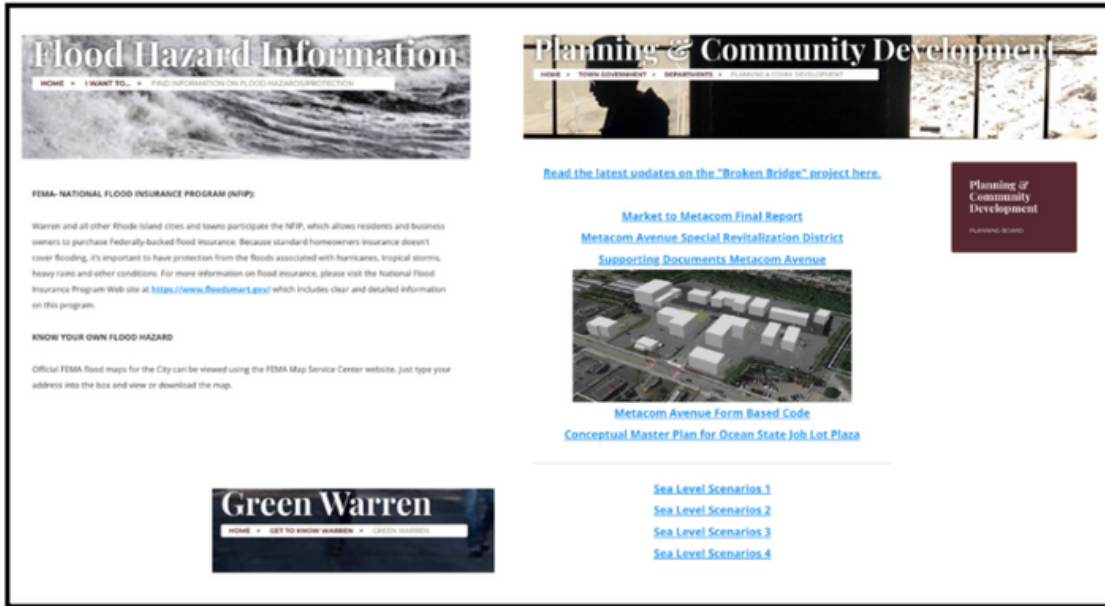 Flood Hazard Information
HOME > I WANT TO... > FIND INFORMATION ON FLOOD HAZARDS/PROTECTION
FEMA- NATIONAL FLOOD INSURANCE PROGRAM (NFIP):
Warren and all other Rhode Island cities and towns participate the NFIP, which allows residents and business
owners to purchase Federally-backed flood insurance. Because standard homeowners insurance doesn't
cover flooding, it's important to have protection from the floods associated with hurricanes, tropical storms,
heavy rains and other conditions. For more information on flood insurance, please visit the National Flood
Insurance Program Web site at https://www.floodsmart.gov/ which includes clear and detailed information
on this program.
KNOW YOUR OWN FLOOD HAZARD
Official FEMA flood maps for the City can be viewed using the FEMA Map Service Center website. Just type your
address into the box and view or download the map.
Green Warren
HOME > GET TO KNOW WARREN > GREEN WARREN
Planning & Community Development
HOME > TOWN GOVERNMENT > DEPARTMENTS > PLANNING & COMM. DEVELOPMENT
Read the latest updates on the "Broken Bridge" project here.
Market to Metacom Final Report
Metacom Avenue Special Revitalization District
Supporting Documents Metacom Avenue
Metacom Avenue Form Based Code
Conceptual Master Plan for Ocean State Job Lot Plaza
Sea Level Scenarios 1
Sea Level Scenarios 2
Sea Level Scenarios 3
Sea Level Scenarios 4
Planning &
Community
Development
PLANNING BOARD